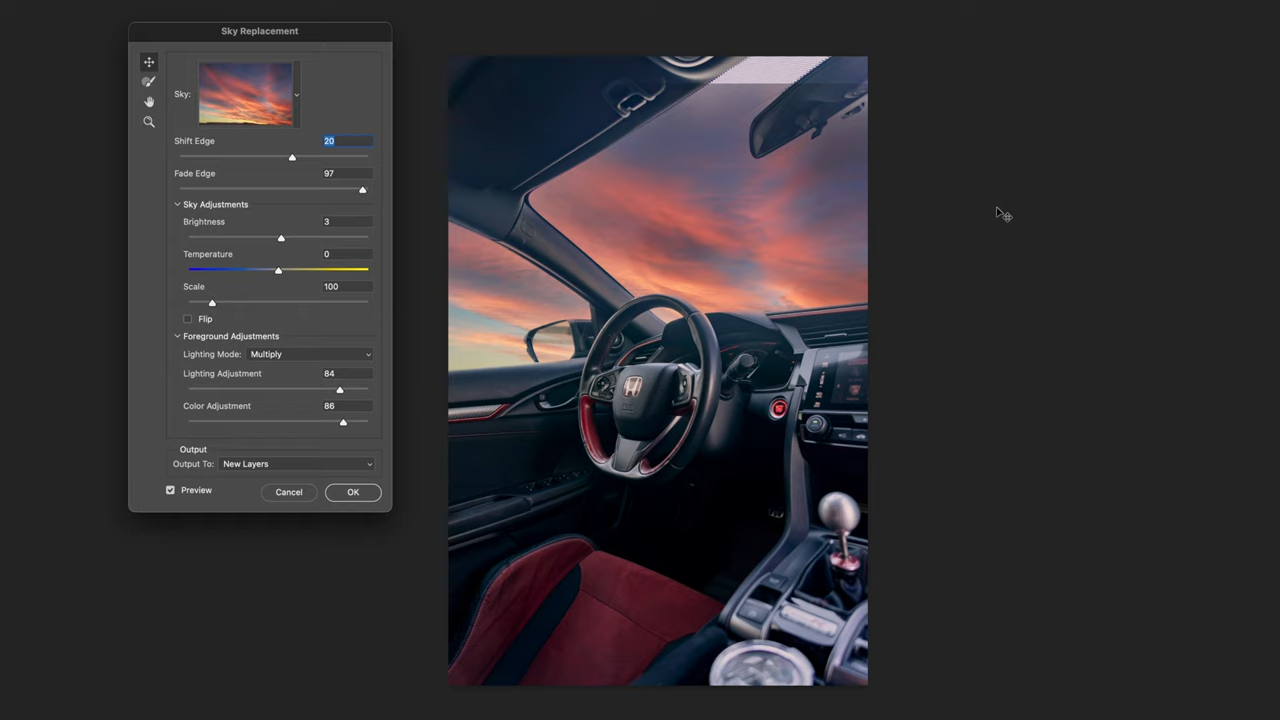 Sky Replacement
Sky:
Shift Edge 20
Fade Edge 97
Sky Adjustments
Brightness 3
Temperature 0
Scale 100
Flip
Foreground Adjustments
Lighting Mode: Multiply
Lighting Adjustment 84
Color Adjustment 86
Output
Output To: New Layers
Preview Cancel OK